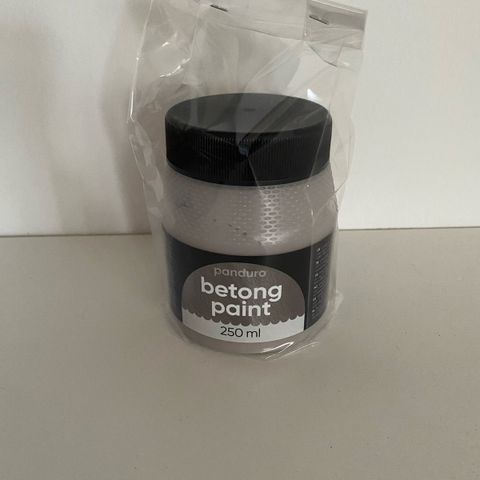 panduro
betong
paint
250 ml